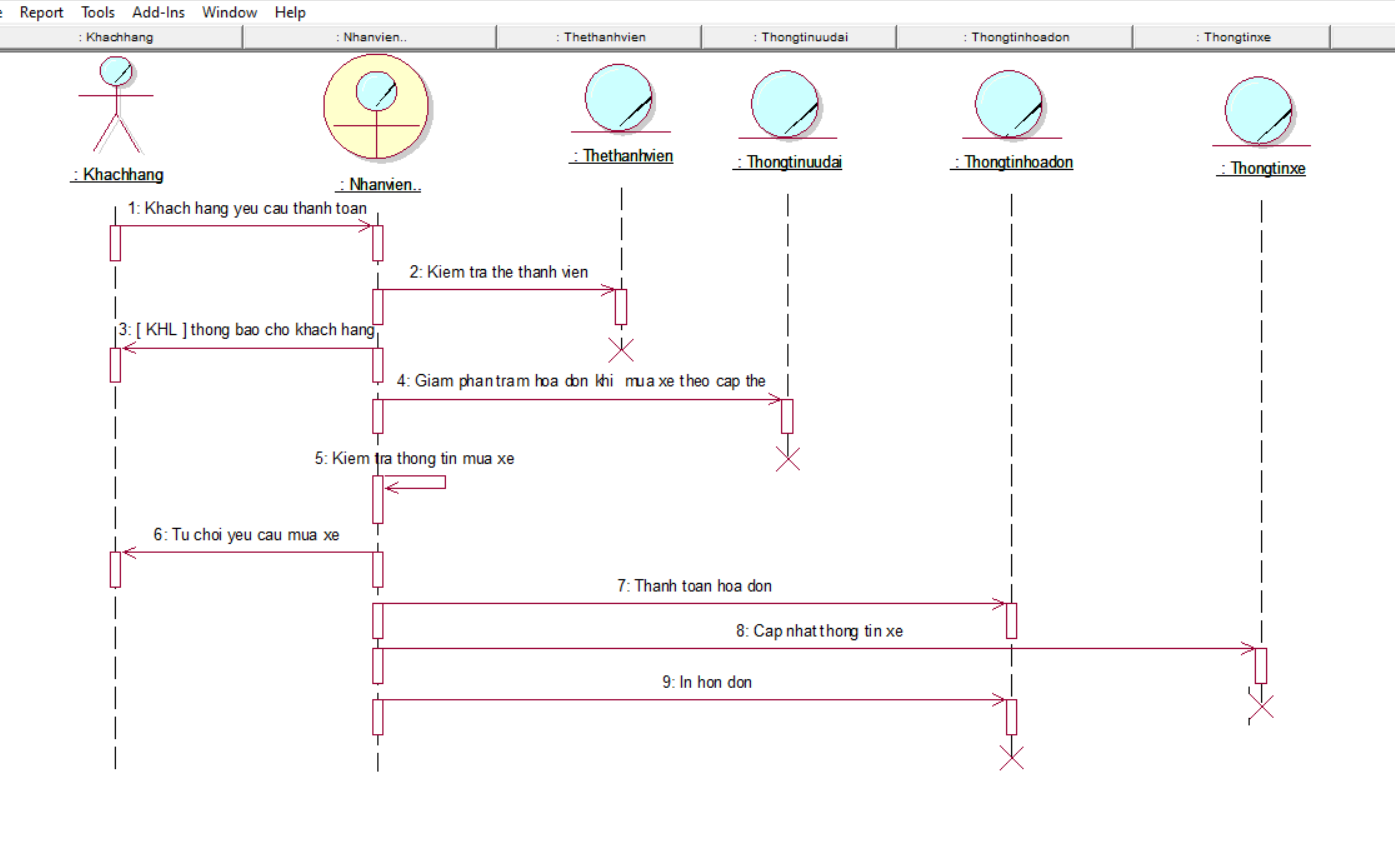 Report Tools Add-Ins Window Help
: Khachhang : Nhanvien.. : Thethanhvien : Thongtinuudai : Thongtinhoadon : Thongtinxe
: Khachhang : Nhanvien.. : Thethanhvien : Thongtinuudai : Thongtinhoadon : Thongtinxe
1: Khach hang yeu cau thanh toan
2: Kiem tra the thanh vien
3: [ KHL ] thong bao cho khach hang
4: Giam phan tram hoa don khi mua xe theo cap the
5: Kiem tra thong tin mua xe
6: Tu choi yeu cau mua xe
7: Thanh toan hoa don
8: Cap nhat thong tin xe
9: In hon don